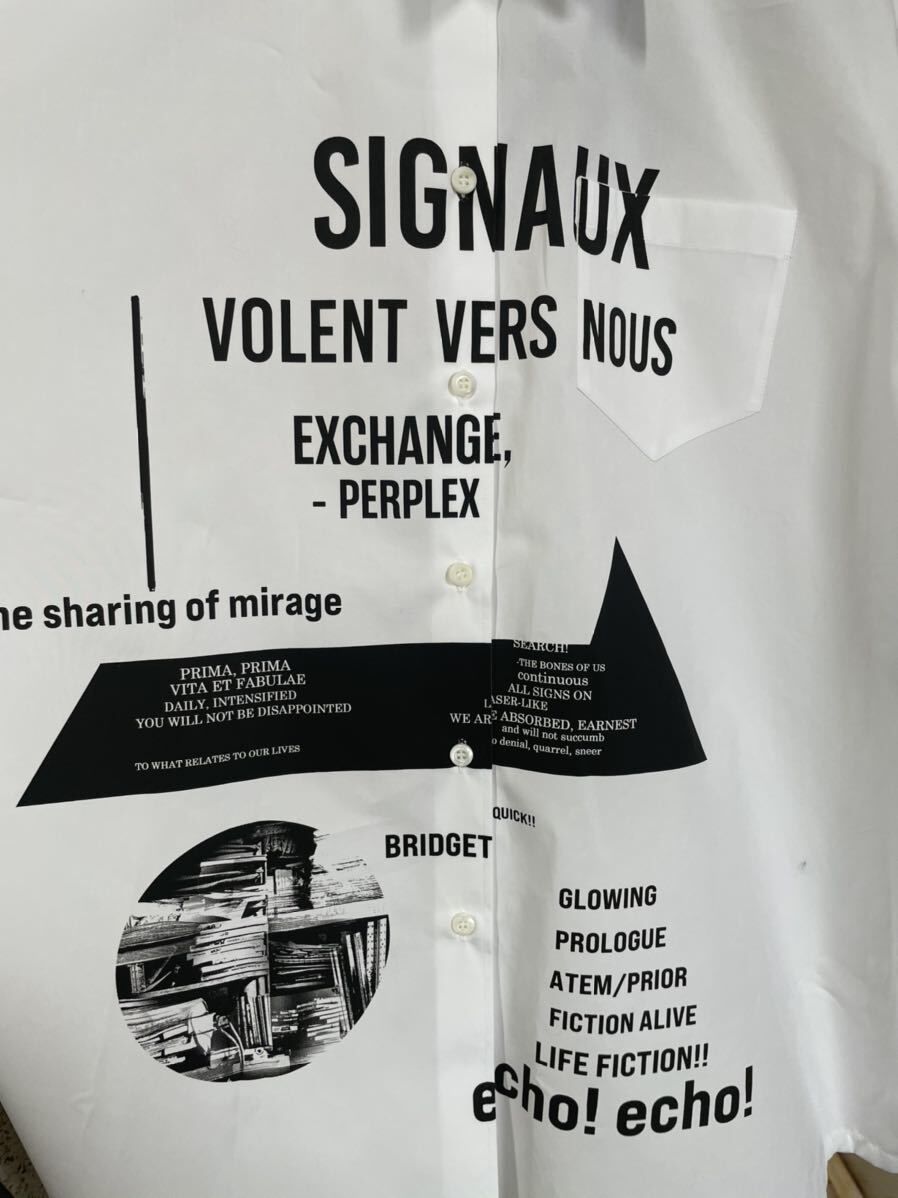 SIGNAUX
VOLENT VERS NOUS
EXCHANGE,
- PERPLEX
he sharing of mirage
PRIMA, PRIMA
VITA ET FABULAE
DAILY, INTENSIFIED
YOU WILL NOT BE DISAPPOINTED
TO WHAT RELATES TO OUR LIVES
SEARCH!
-THE BONES OF US
continuous
ALL SIGNS ON
LASER-LIKE
WE ARE ABSORBED, EARNEST
and will not succumb
o denial, quarrel, sneer
QUICK!!
BRIDGET
GLOWING
PROLOGUE
ATEM/PRIOR
FICTION ALIVE
LIFE FICTION!!
echo! echo!